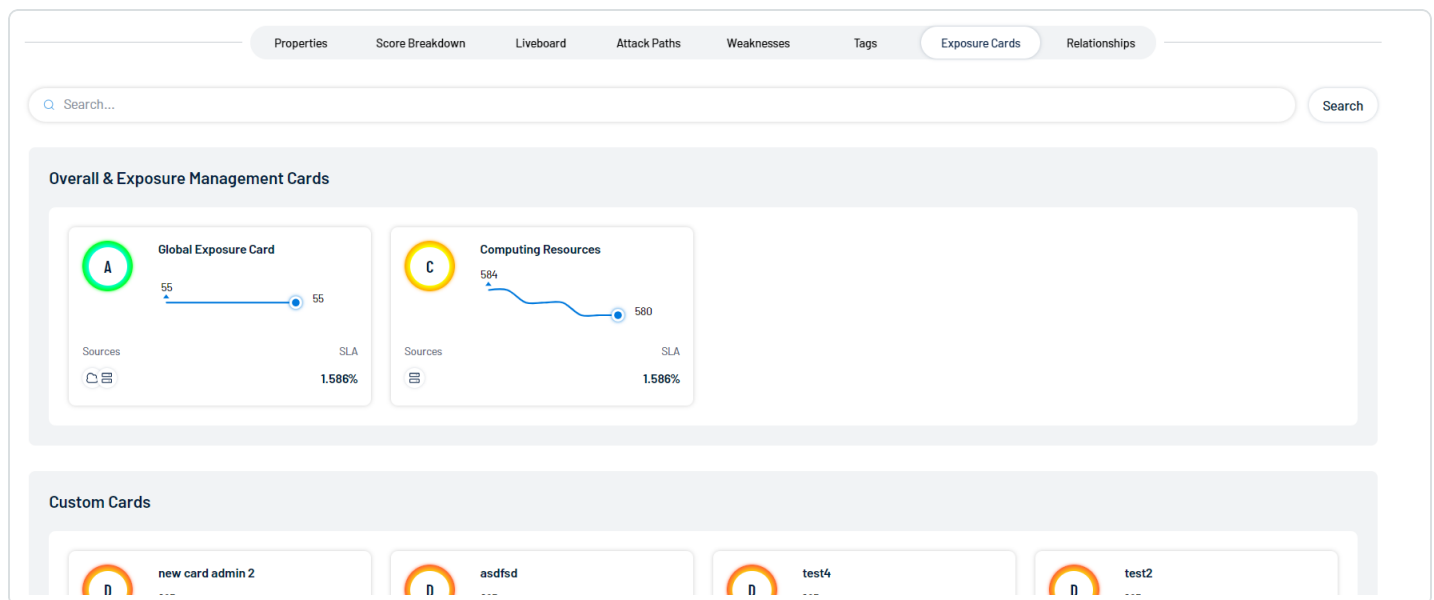 Properties Score Breakdown Liveboard Attack Paths Weaknesses Tags Exposure Cards Relationships
Search... Search
Overall & Exposure Management Cards
A Global Exposure Card
55
55
Sources SLA
1.586%
C Computing Resources
584
580
Sources SLA
1.586%
Custom Cards
D new card admin 2
D asdfsd
D test4
D test2